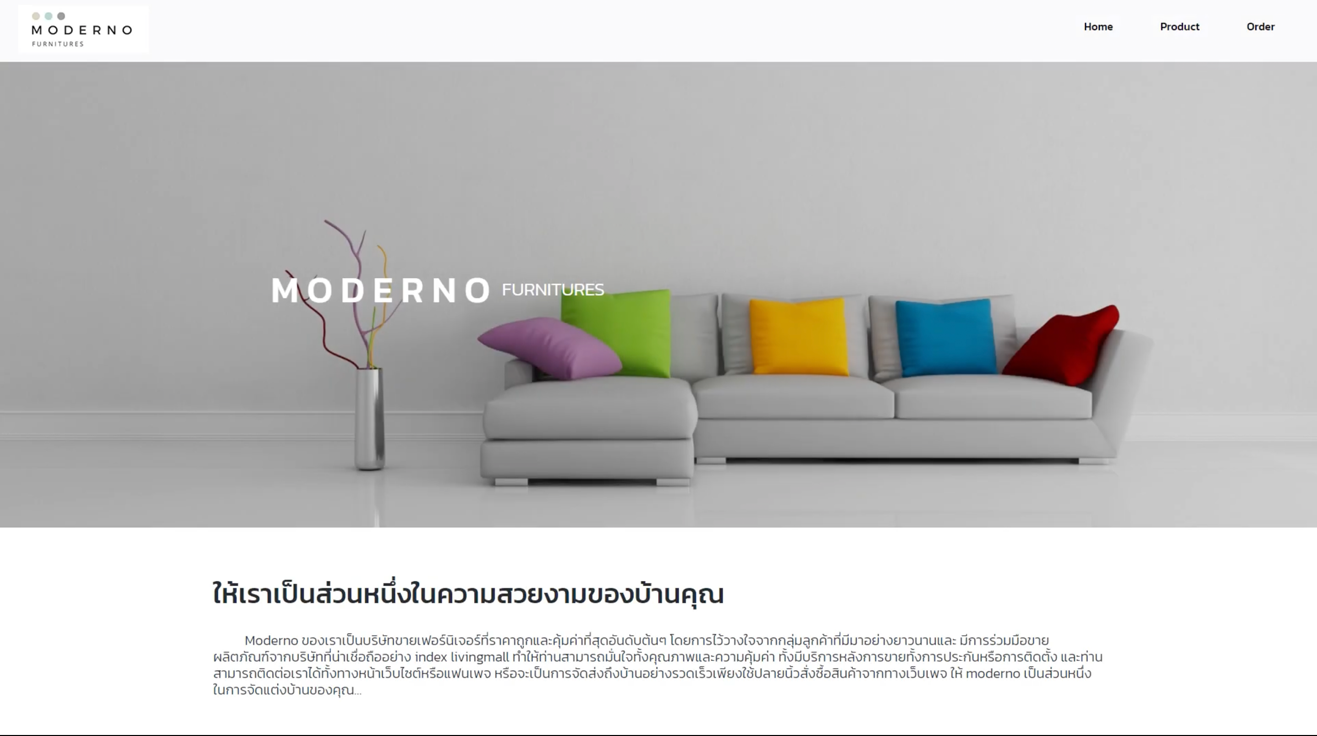 MODERNO
FURNITURES
Home Product Order
MODERNO FURNITURES
ให้เราเป็นส่วนหนึ่งในความสวยงามของบ้านคุณ
Moderno ของเราเป็นบริษัทขายเฟอร์นิเจอร์ที่ราคาถูกและคุ้มค่าที่สุดอันดับต้นๆ โดยการไว้วางใจจากกลุ่มลูกค้าที่มีมาอย่างยาวนานและ มีการร่วมมือขาย
ผลิตภัณฑ์จากบริษัทที่น่าเชื่อถืออย่าง index livingmall ทำให้ท่านสามารถมั่นใจทั้งคุณภาพและความคุ้มค่า ทั้งมีบริการหลังการขายทั้งการประกันหรือการติดตั้ง และท่าน
สามารถติดต่อเราได้ทั้งทางหน้าเว็บไซต์หรือแฟนเพจ หรือจะเป็นการจัดส่งถึงบ้านอย่างรวดเร็วเพียงใช้ปลายนิ้วสั่งซื้อสินค้าจากทางเว็บเพจ ให้ moderno เป็นส่วนหนึ่ง
ในการจัดแต่งบ้านของคุณ...